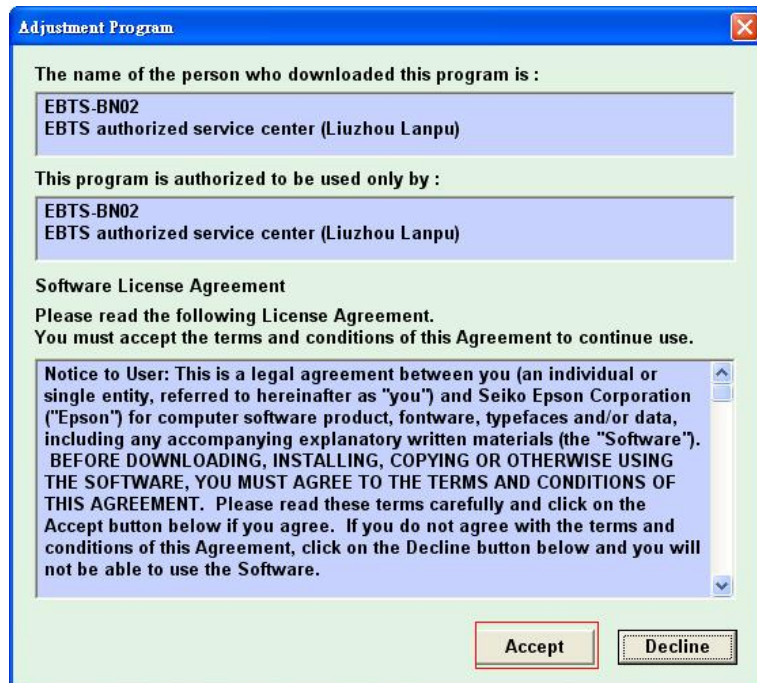 Adjustment Program
The name of the person who downloaded this program is :
EBTS-BN02
EBTS authorized service center (Liuzhou Lanpu)
This program is authorized to be used only by :
EBTS-BN02
EBTS authorized service center (Liuzhou Lanpu)
Software License Agreement
Please read the following License Agreement.
You must accept the terms and conditions of this Agreement to continue use.
Notice to User: This is a legal agreement between you (an individual or
single entity, referred to hereinafter as "you") and Seiko Epson Corporation
("Epson") for computer software product, fontware, typefaces and/or data,
including any accompanying explanatory written materials (the "Software").
BEFORE DOWNLOADING, INSTALLING, COPYING OR OTHERWISE USING
THE SOFTWARE, YOU MUST AGREE TO THE TERMS AND CONDITIONS OF
THIS AGREEMENT.  Please read these terms carefully and click on the
Accept button below if you agree.  If you do not agree with the terms and
conditions of this Agreement, click on the Decline button below and you will
not be able to use the Software.
Accept
Decline